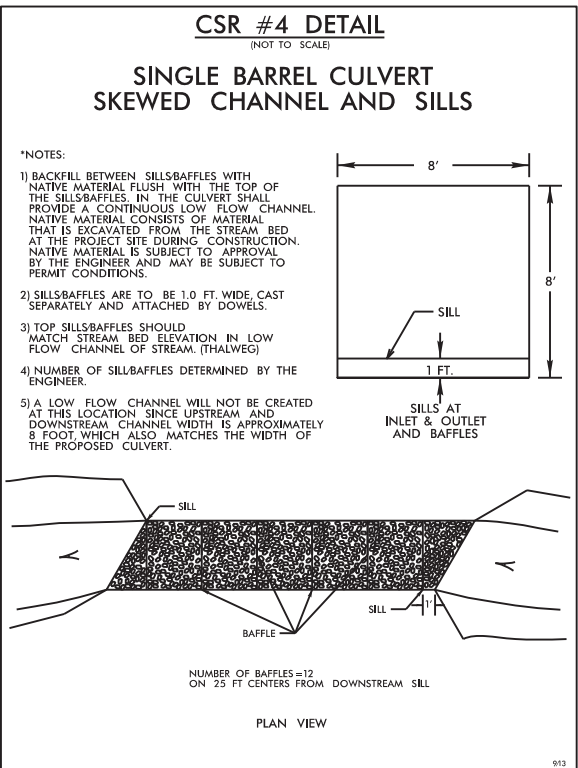 CSR #4 DETAIL
(NOT TO SCALE)
SINGLE BARREL CULVERT
SKEWED CHANNEL AND SILLS
*NOTES:
1) BACKFILL BETWEEN SILLS/BAFFLES WITH
NATIVE MATERIAL FLUSH WITH THE TOP OF
THE SILLS/BAFFLES. IN THE CULVERT SHALL
PROVIDE A CONTINUOUS LOW FLOW CHANNEL.
NATIVE MATERIAL CONSISTS OF MATERIAL
THAT IS EXCAVATED FROM THE STREAM BED
AT THE PROJECT SITE DURING CONSTRUCTION.
NATIVE MATERIAL IS SUBJECT TO APPROVAL
BY THE ENGINEER AND MAY BE SUBJECT TO
PERMIT CONDITIONS.
2) SILLS/BAFFLES ARE TO BE 1.0 FT. WIDE, CAST
SEPARATELY AND ATTACHED BY DOWELS.
3) TOP SILLS/BAFFLES SHOULD
MATCH STREAM BED ELEVATION IN LOW
FLOW CHANNEL OF STREAM. (THALWEG)
4) NUMBER OF SILL/BAFFLES DETERMINED BY THE
ENGINEER.
5) A LOW FLOW CHANNEL WILL NOT BE CREATED
AT THIS LOCATION SINCE UPSTREAM AND
DOWNSTREAM CHANNEL WIDTH IS APPROXIMATELY
8 FOOT, WHICH ALSO MATCHES THE WIDTH OF
THE PROPOSED CULVERT.
8'
8'
SILL
1 FT.
SILLS AT
INLET & OUTLET
AND BAFFLES
SILL
SILL
1'
BAFFLE
NUMBER OF BAFFLES=12
ON 25 FT CENTERS FROM DOWNSTREAM SILL
PLAN VIEW
9/13